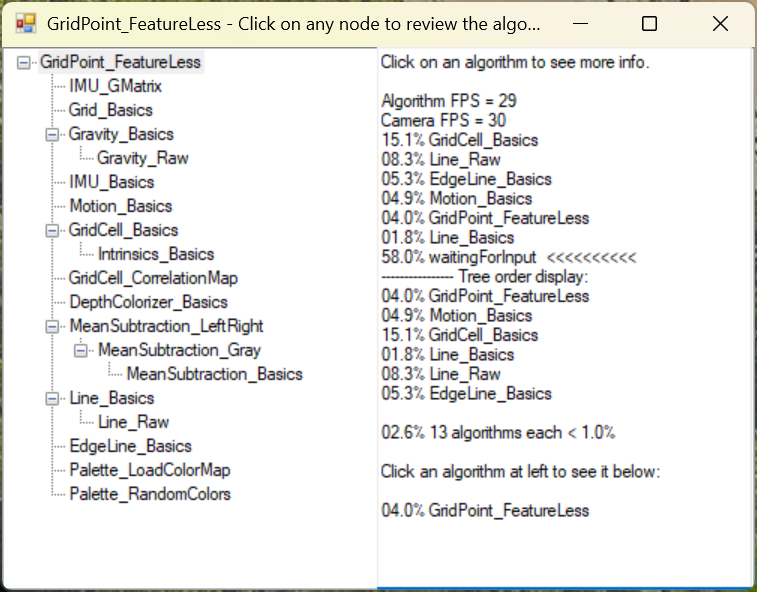 GridPoint_FeatureLess - Click on any node to review the algo...
GridPoint_FeatureLess
IMU_GMatrix
Grid_Basics
Gravity_Basics
Gravity_Raw
IMU_Basics
Motion_Basics
GridCell_Basics
Intrinsics_Basics
GridCell_CorrelationMap
DepthColorizer_Basics
MeanSubtraction_LeftRight
MeanSubtraction_Gray
MeanSubtraction_Basics
Line_Basics
Line_Raw
EdgeLine_Basics
Palette_LoadColorMap
Palette_RandomColors
Click on an algorithm to see more info.
Algorithm FPS = 29
Camera FPS = 30
15.1% GridCell_Basics
08.3% Line_Raw
05.3% EdgeLine_Basics
04.9% Motion_Basics
04.0% GridPoint_FeatureLess
01.8% Line_Basics
58.0% waitingForInput <<<<<<<<<<
---------------- Tree order display:
04.0% GridPoint_FeatureLess
04.9% Motion_Basics
15.1% GridCell_Basics
01.8% Line_Basics
08.3% Line_Raw
05.3% EdgeLine_Basics
02.6% 13 algorithms each < 1.0%
Click an algorithm at left to see it below:
04.0% GridPoint_FeatureLess